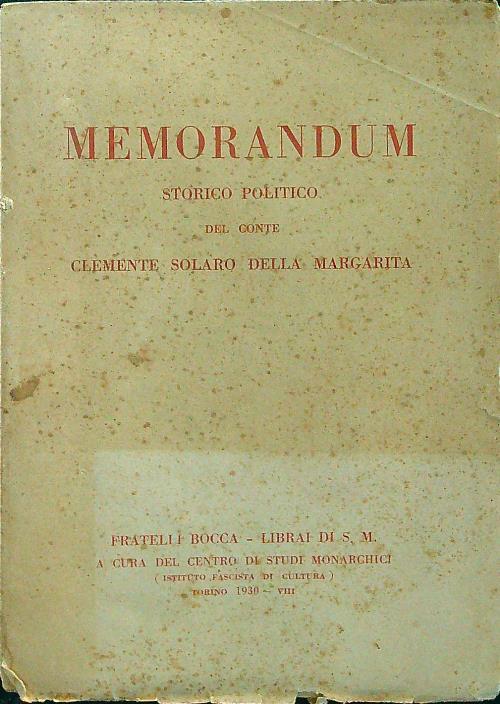 MEMORANDUM
STORICO POLITICO
DEL CONTE
CLEMENTE SOLARO DELLA MARGARITA
FRATELLI BOCCA - LIBRAI DI S. M.
A CURA DEL CENTRO DI STUDI MONARCHICI
( ISTITUTO FASCISTA DI CULTURA )
TORINO 1930 - VIII